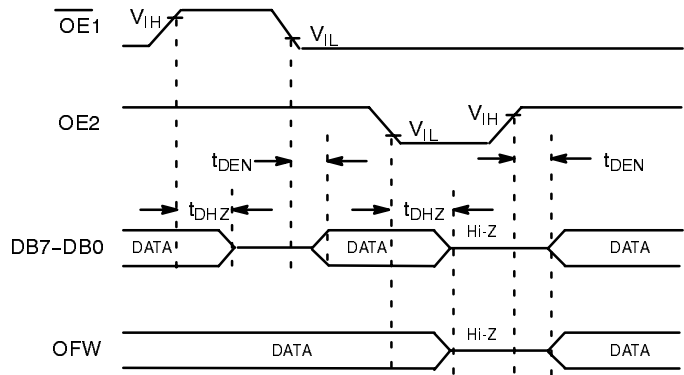 OE1 VIH VIL
OE2 VIL VIH
tDEN tDEN
tDHZ tDHZ
DB7–DB0 DATA DATA Hi-Z DATA
OFW DATA Hi-Z DATA